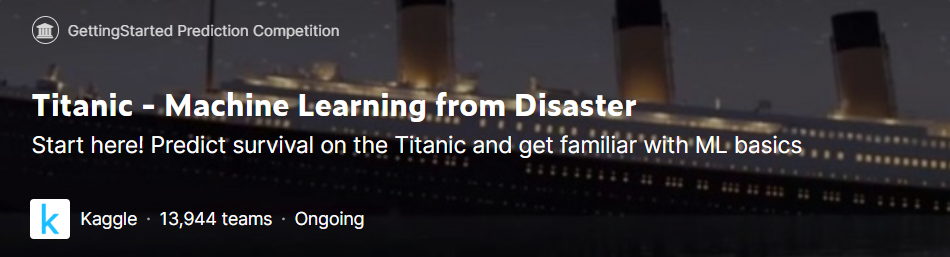 GettingStarted Prediction Competition
Titanic - Machine Learning from Disaster
Start here! Predict survival on the Titanic and get familiar with ML basics
k
Kaggle · 13,944 teams · Ongoing